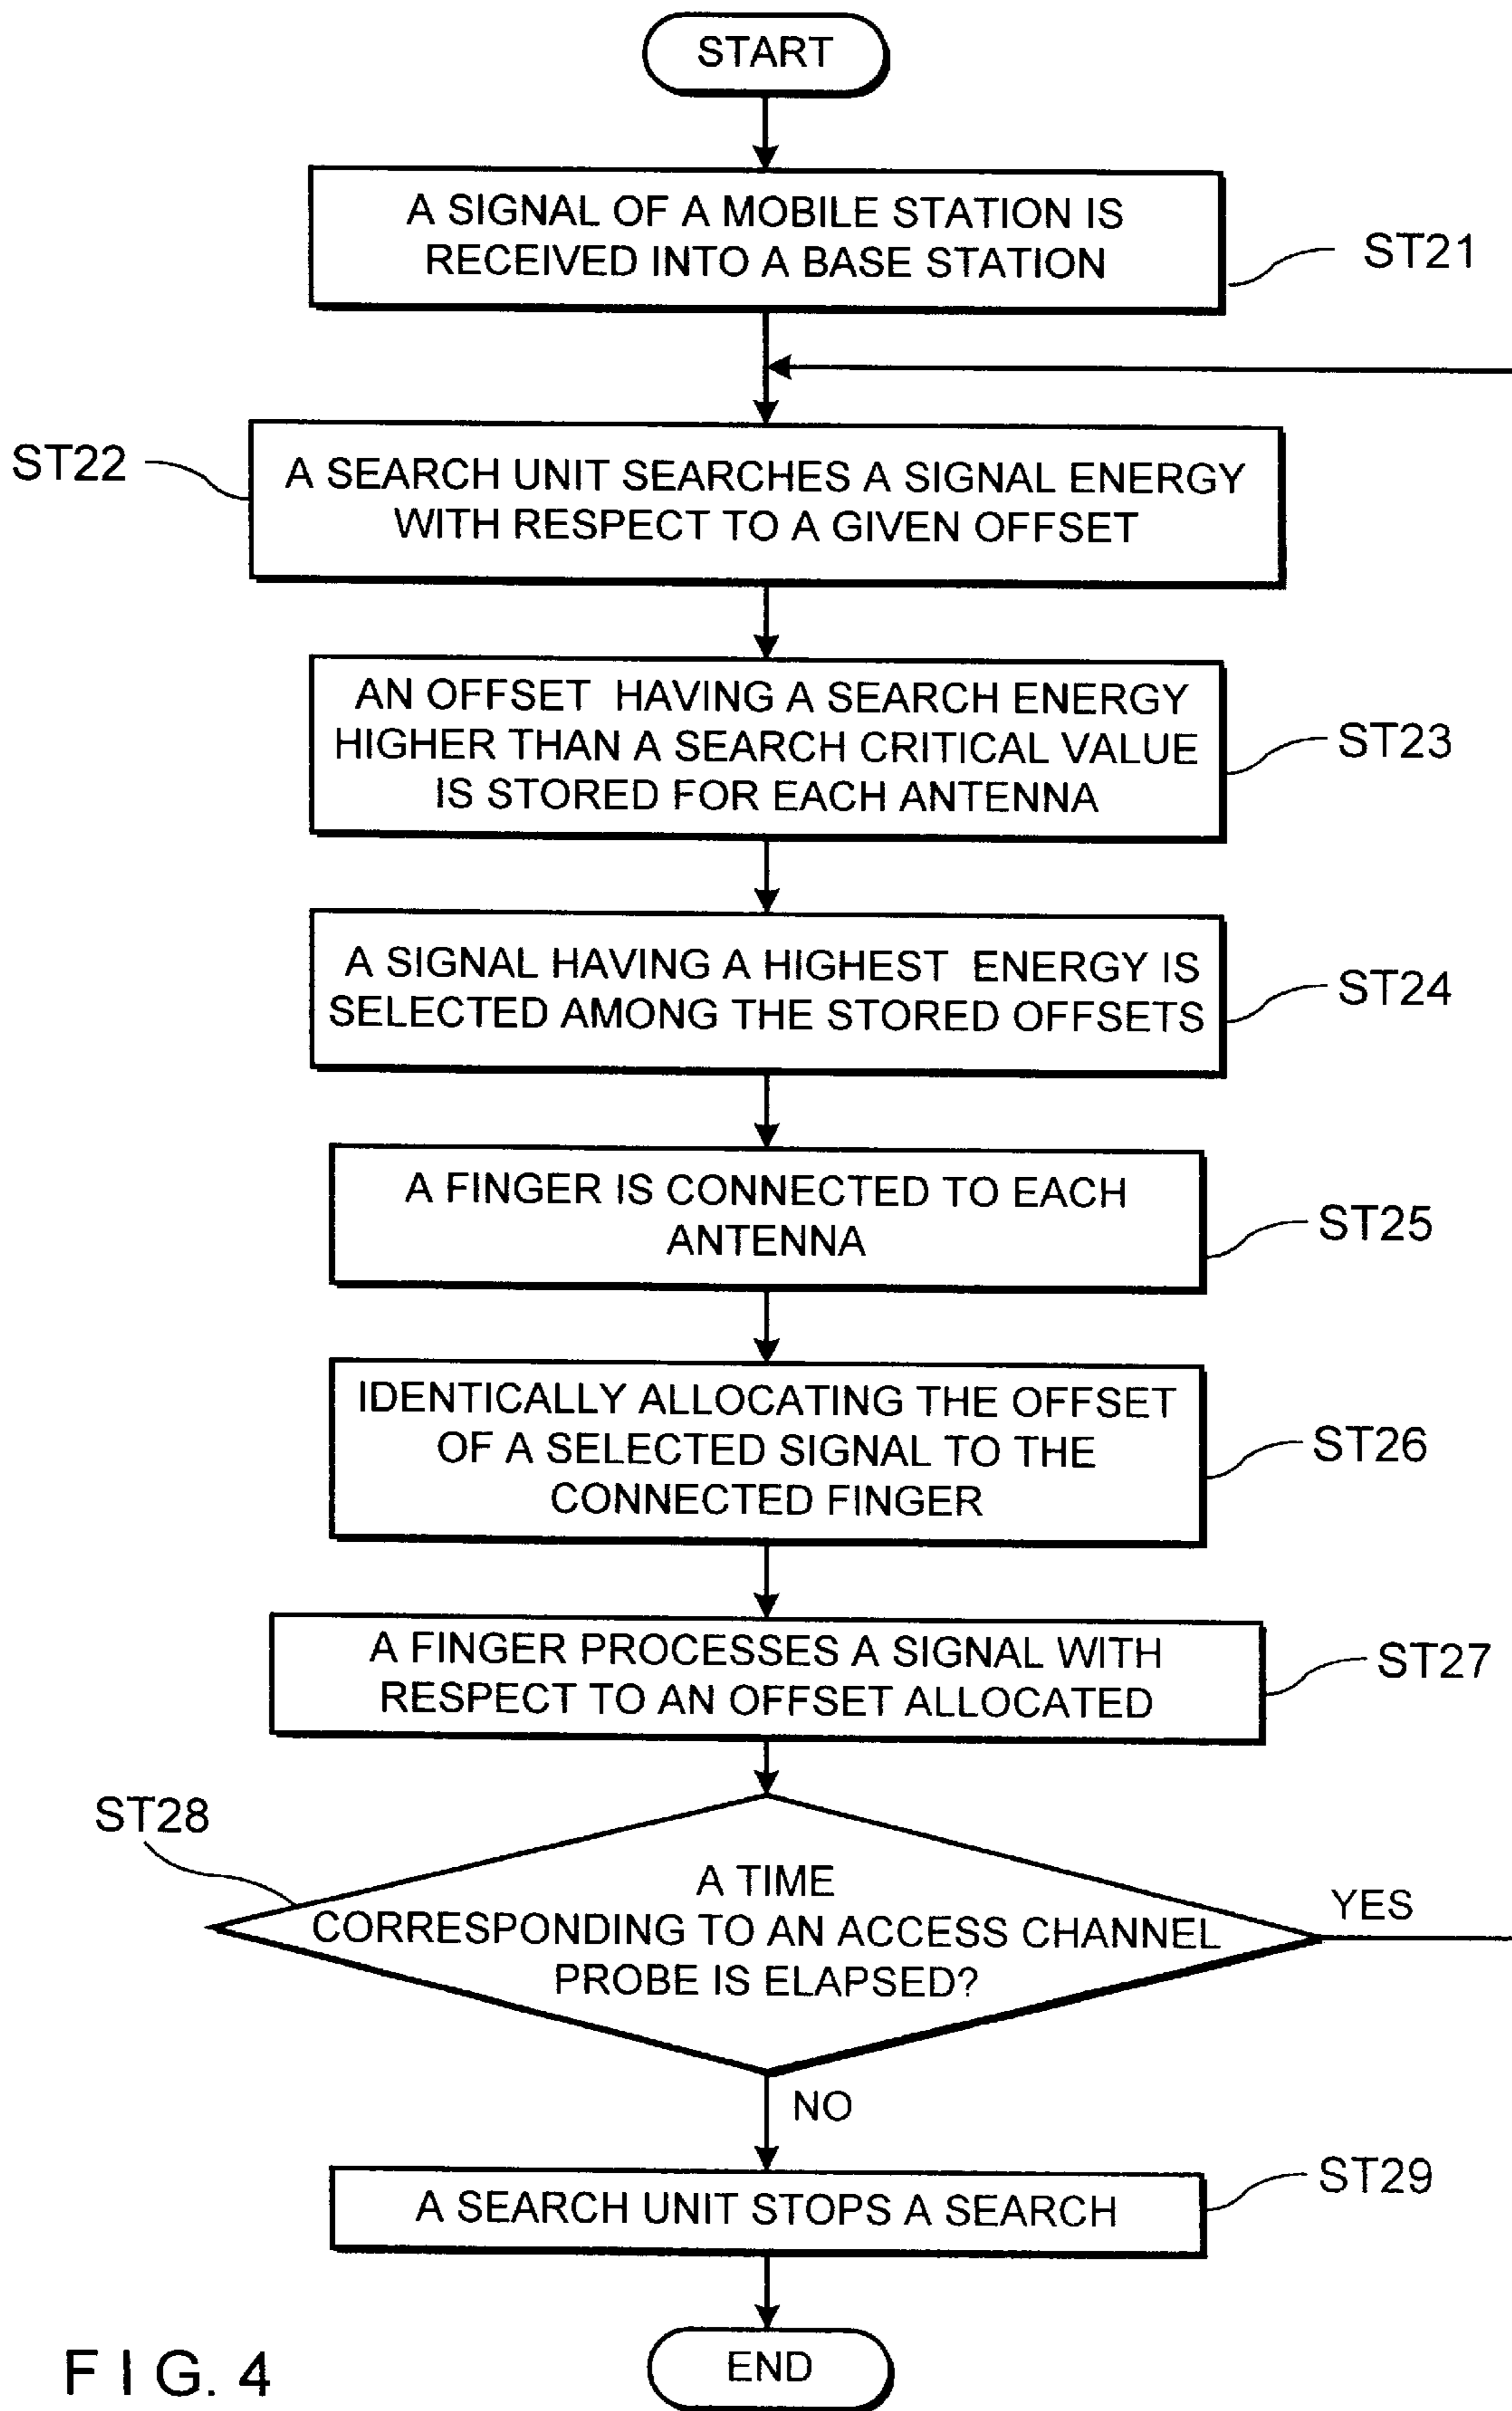 START
A SIGNAL OF A MOBILE STATION IS
RECEIVED INTO A BASE STATION
ST21
ST22
A SEARCH UNIT SEARCHES A SIGNAL ENERGY
WITH RESPECT TO A GIVEN OFFSET
AN OFFSET HAVING A SEARCH ENERGY
HIGHER THAN A SEARCH CRITICAL VALUE
IS STORED FOR EACH ANTENNA
ST23
A SIGNAL HAVING A HIGHEST ENERGY IS
SELECTED AMONG THE STORED OFFSETS
ST24
A FINGER IS CONNECTED TO EACH
ANTENNA
ST25
IDENTICALLY ALLOCATING THE OFFSET
OF A SELECTED SIGNAL TO THE
CONNECTED FINGER
ST26
A FINGER PROCESSES A SIGNAL WITH
RESPECT TO AN OFFSET ALLOCATED
ST27
ST28
A TIME
CORRESPONDING TO AN ACCESS CHANNEL
PROBE IS ELAPSED?
YES
NO
A SEARCH UNIT STOPS A SEARCH
ST29
END
FIG. 4